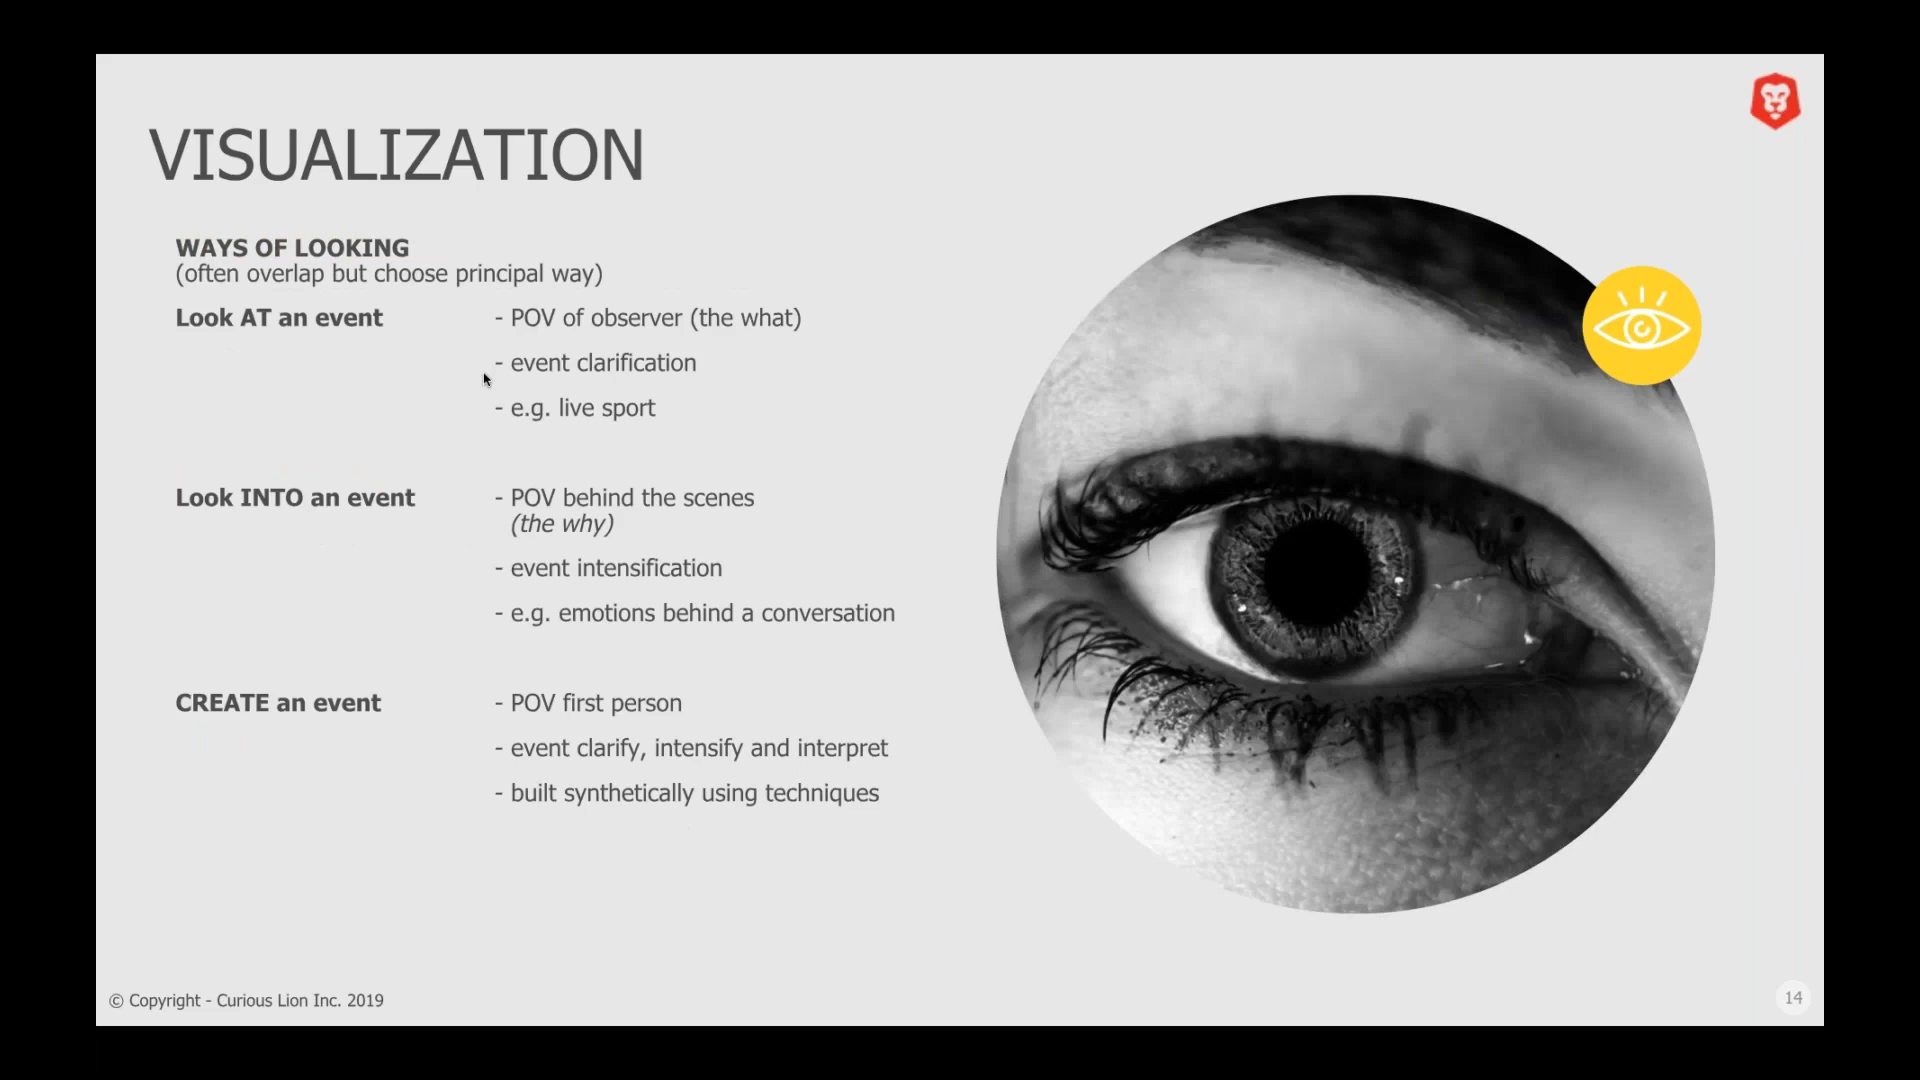 VISUALIZATION
WAYS OF LOOKING
(often overlap but choose principal way)
Look AT an event
- POV of observer (the what)
- event clarification
- e.g. live sport
Look INTO an event
- POV behind the scenes
(the why)
- event intensification
- e.g. emotions behind a conversation
CREATE an event
- POV first person
- event clarify, intensify and interpret
- built synthetically using techniques
© Copyright - Curious Lion Inc. 2019
14